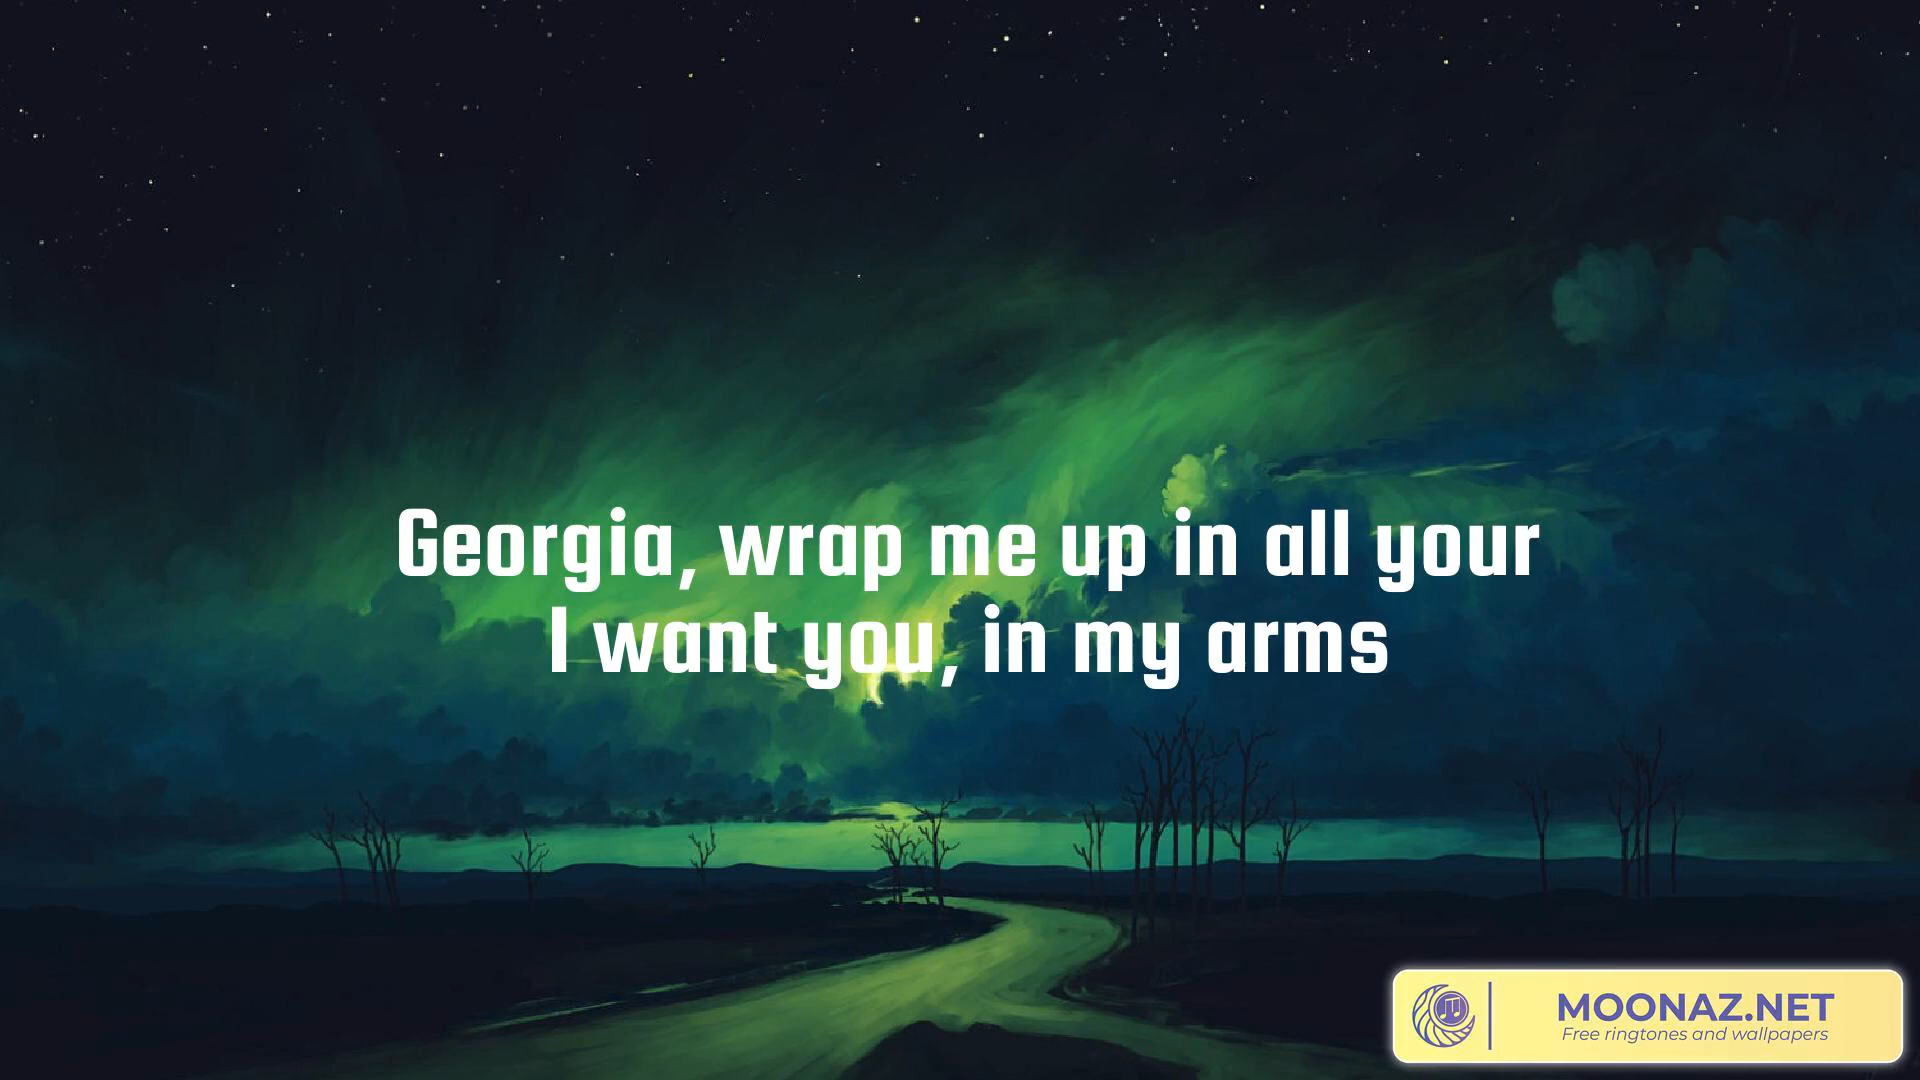 Georgia, wrap me up in all your
I want you, in my arms
MOONAZ.NET
Free ringtones and wallpapers